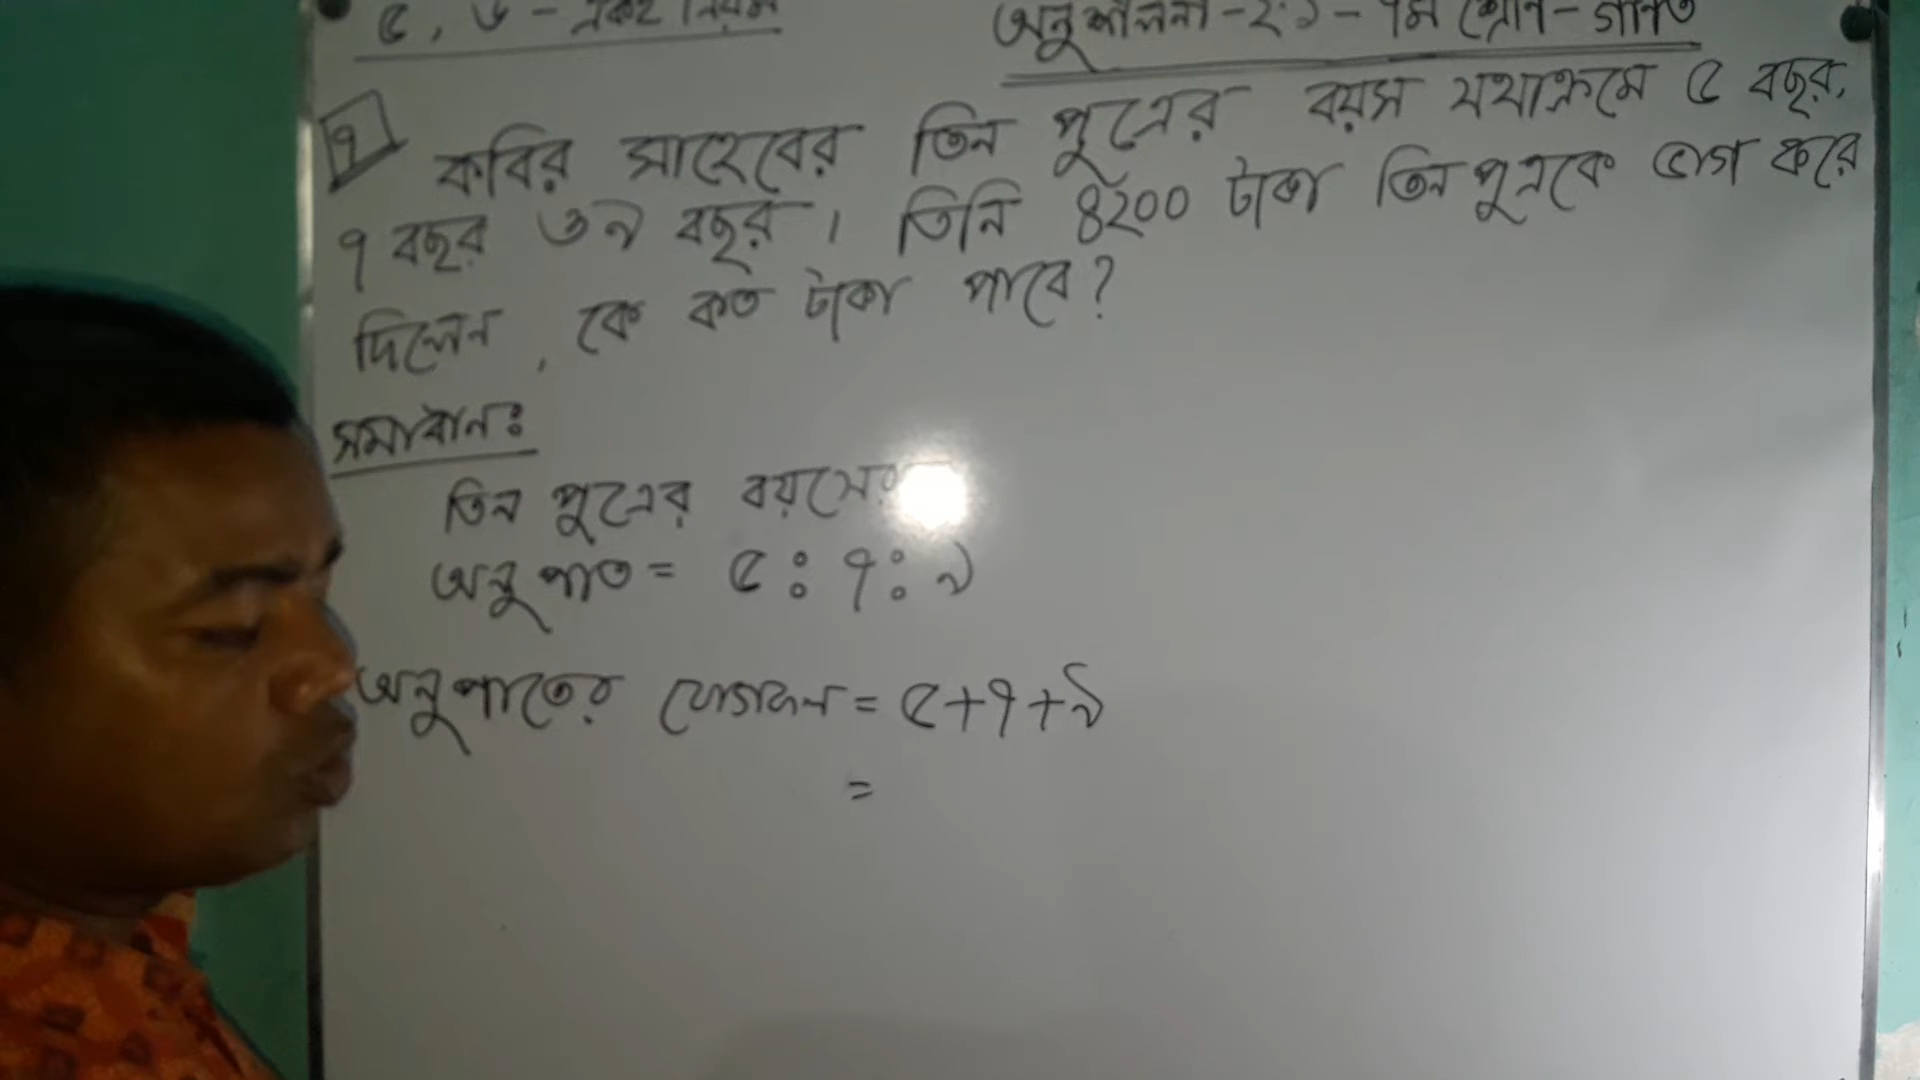 ৫, ৬ - একই নিয়ম
অনুশীলনী - ২.১ - ৭ম শ্রেণি - গণিত
৭ কবির সাহেবের তিন পুত্রের বয়স যথাক্রমে ৫ বছর,
৭ বছর ও ৯ বছর। তিনি ৪২০০ টাকা তিন পুত্রকে ভাগ করে
দিলেন, কে কত টাকা পাবে?
সমাধানঃ
তিন পুত্রের বয়সের
অনুপাত = ৫ : ৭ : ৯
অনুপাতের যোগফল = ৫+৭+৯
=